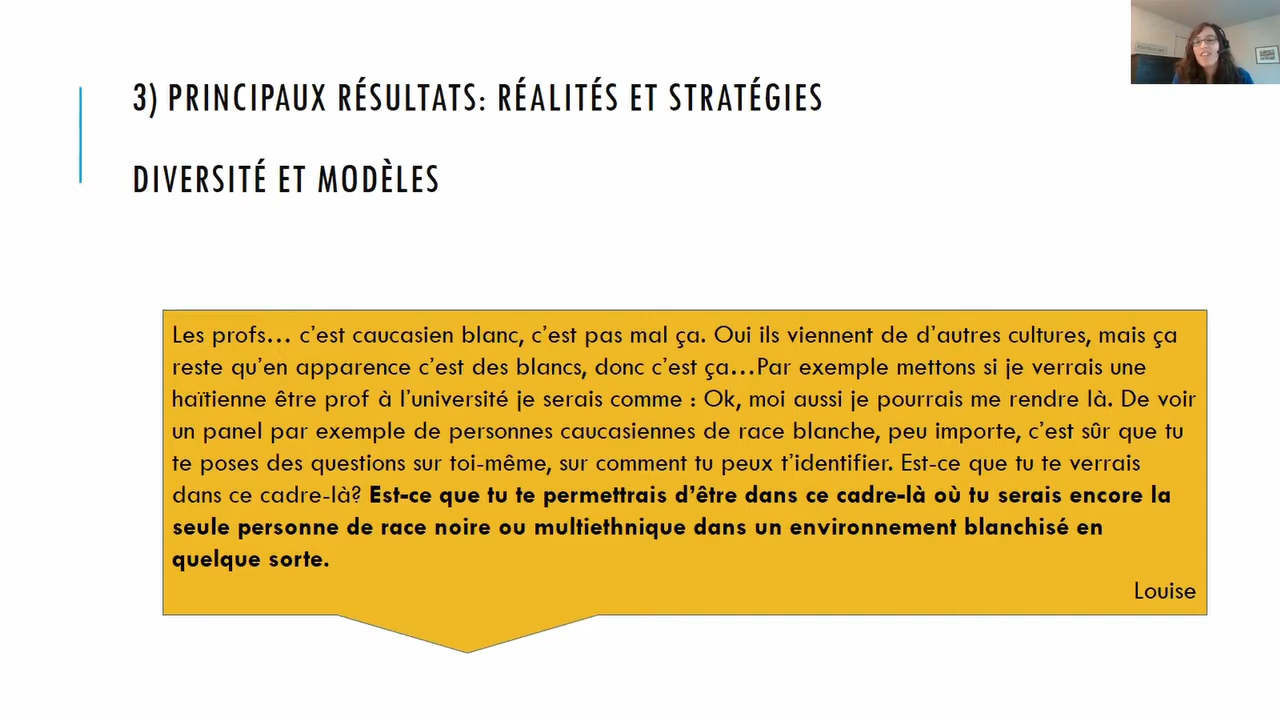 3) PRINCIPAUX RÉSULTATS: RÉALITÉS ET STRATÉGIES
DIVERSITÉ ET MODÈLES
Les profs… c’est caucasien blanc, c’est pas mal ça. Oui ils viennent de d’autres cultures, mais ça
reste qu’en apparence c’est des blancs, donc c’est ça…Par exemple mettons si je verrais une
haïtienne être prof à l’université je serais comme : Ok, moi aussi je pourrais me rendre là. De voir
un panel par exemple de personnes caucasiennes de race blanche, peu importe, c’est sûr que tu
te poses des questions sur toi-même, sur comment tu peux t’identifier. Est-ce que tu te verrais
dans ce cadre-là? Est-ce que tu te permettrais d’être dans ce cadre-là où tu serais encore la
seule personne de race noire ou multiethnique dans un environnement blanchisé en
quelque sorte.
Louise